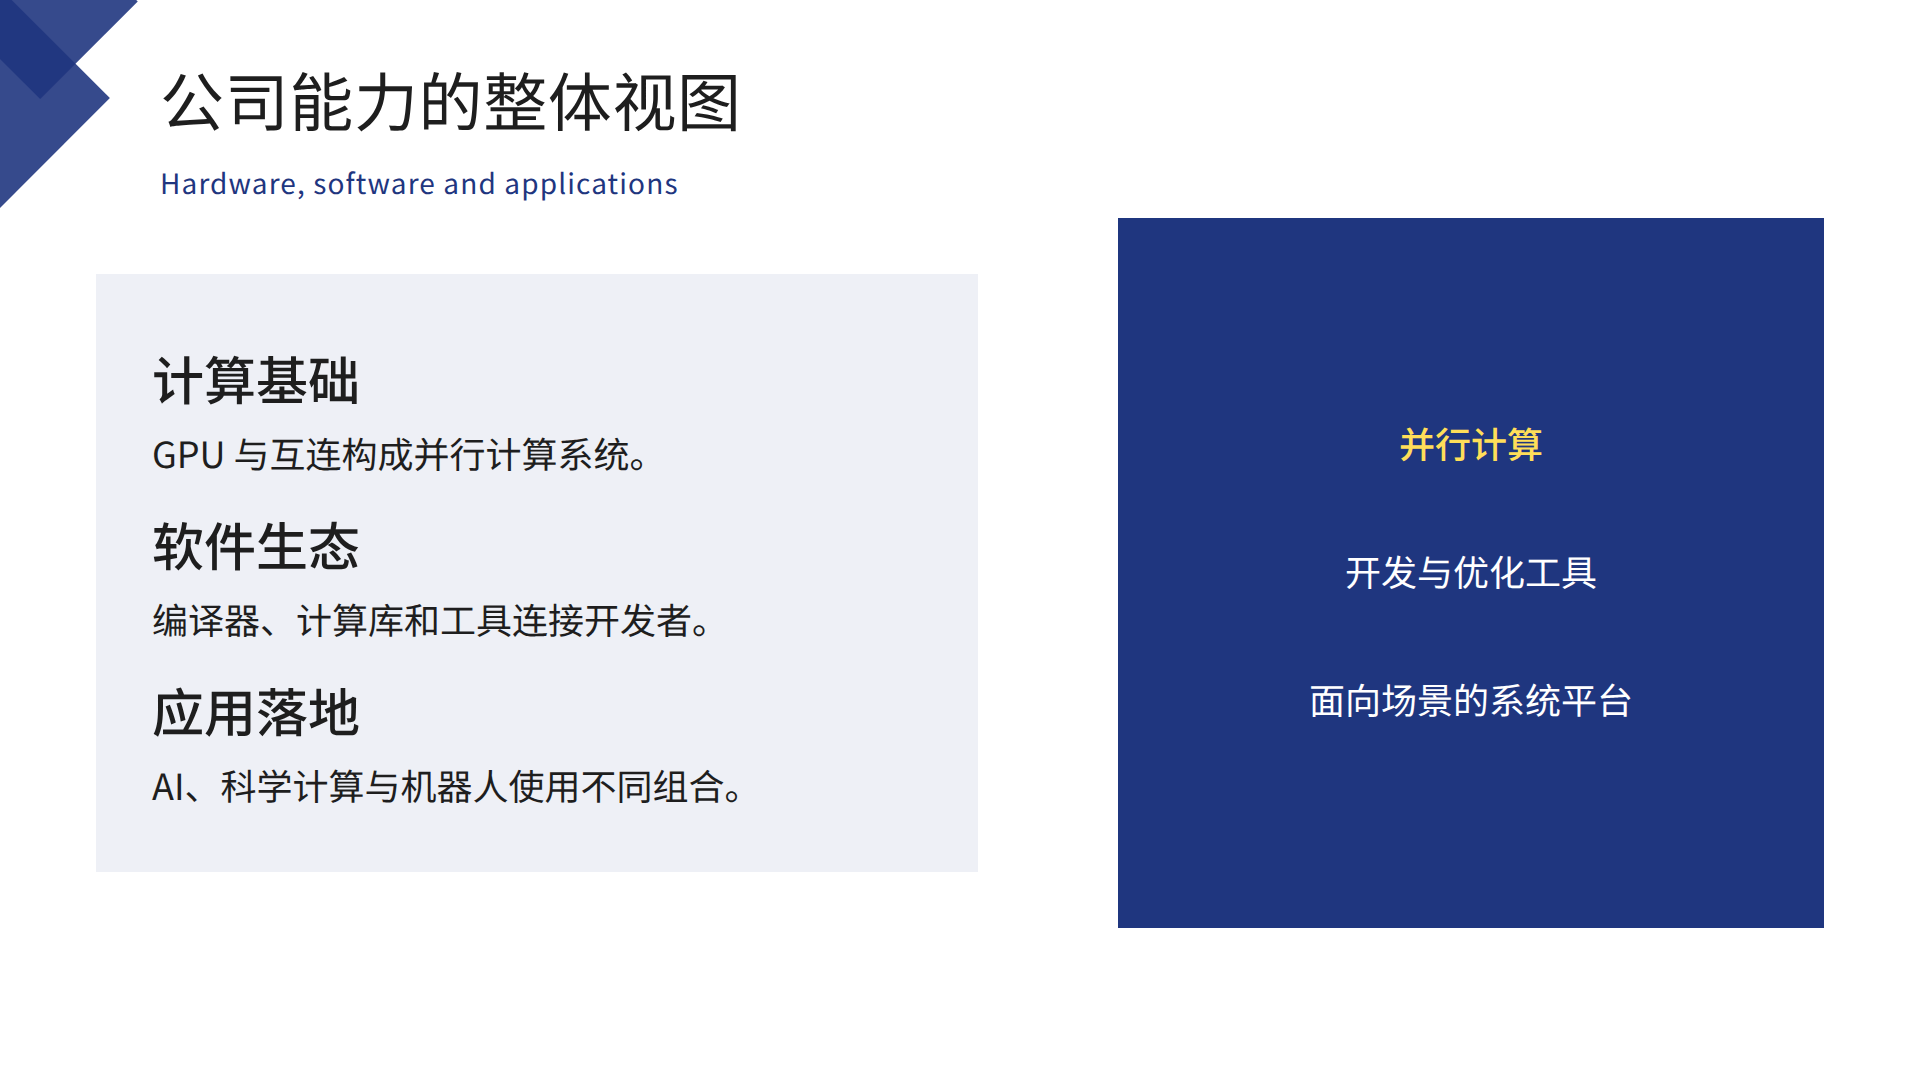 公司能力的整体视图
Hardware, software and applications
计算基础
GPU 与互连构成并行计算系统。
软件生态
编译器、计算库和工具连接开发者。
应用落地
AI、科学计算与机器人使用不同组合。
并行计算
开发与优化工具
面向场景的系统平台